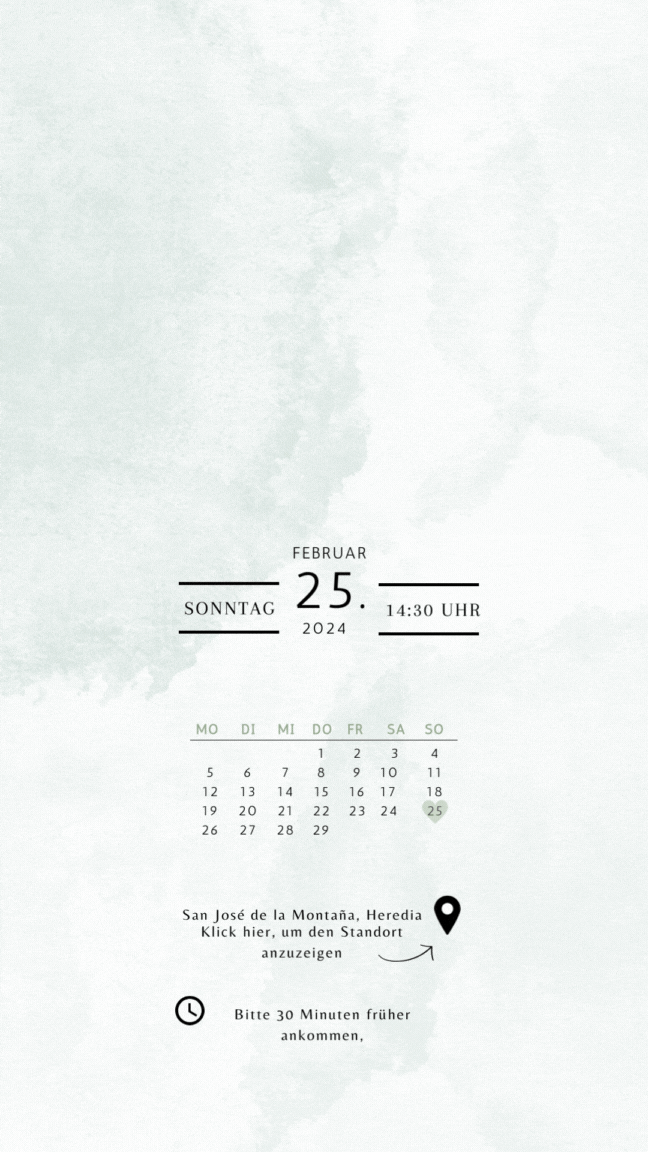 FEBRUAR
SONNTAG 25. 14:30 UHR
2024
MO DI MI DO FR SA SO
1 2 3 4
5 6 7 8 9 10 11
12 13 14 15 16 17 18
19 20 21 22 23 24 25
26 27 28 29
San José de la Montaña, Heredia
Klick hier, um den Standort
anzuzeigen
Bitte 30 Minuten früher
ankommen,